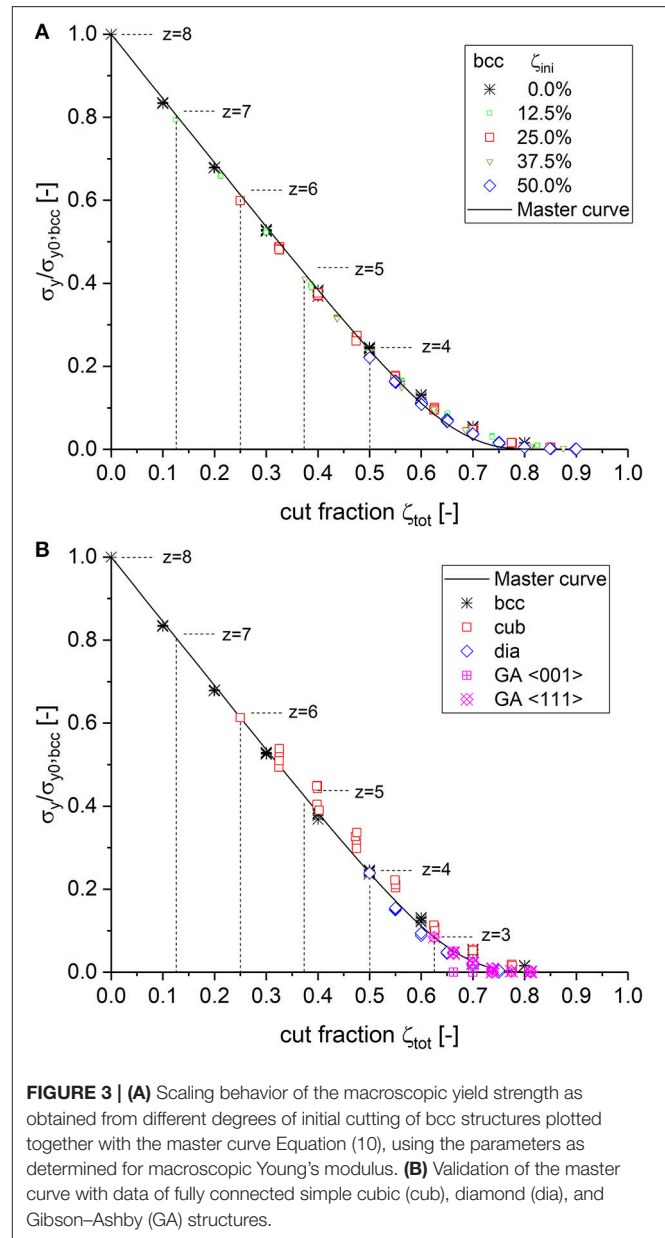 A
1.0
0.8
0.6
0.4
0.2
0.0
σy/σy0,bcc [-]
z=8
z=7
z=6
z=5
z=4
bcc ζini
0.0%
12.5%
25.0%
37.5%
50.0%
Master curve
0.0 0.1 0.2 0.3 0.4 0.5 0.6 0.7 0.8 0.9 1.0
cut fraction ζtot [-]
B
1.0
0.8
0.6
0.4
0.2
0.0
σy/σy0,bcc [-]
z=8
z=7
z=6
z=5
z=4
z=3
Master curve
bcc
cub
dia
GA <001>
GA <111>
0.0 0.1 0.2 0.3 0.4 0.5 0.6 0.7 0.8 0.9 1.0
cut fraction ζtot [-]
FIGURE 3 | (A) Scaling behavior of the macroscopic yield strength as
obtained from different degrees of initial cutting of bcc structures plotted
together with the master curve Equation (10), using the parameters as
determined for macroscopic Young's modulus. (B) Validation of the master
curve with data of fully connected simple cubic (cub), diamond (dia), and
Gibson–Ashby (GA) structures.